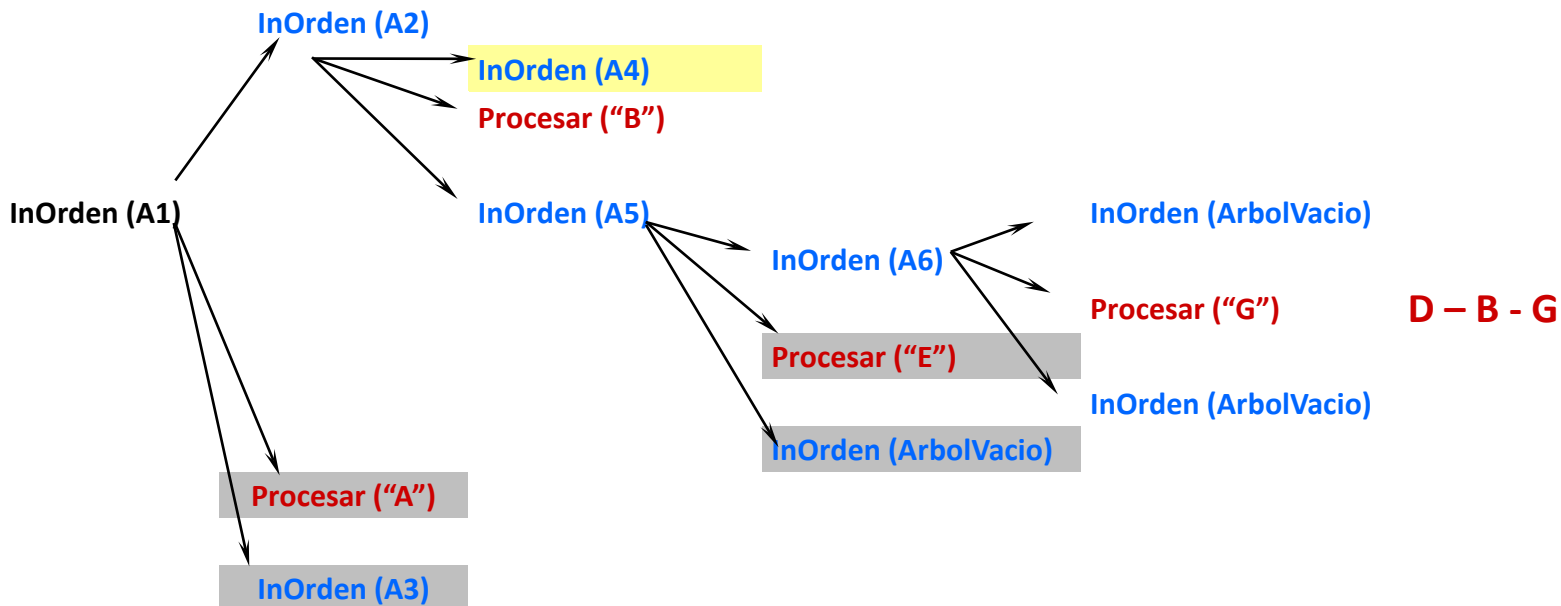 InOrden (A2)
InOrden (A4)
Procesar (“B”)
InOrden (A1)
InOrden (A5)
InOrden (ArbolVacio)
InOrden (A6)
Procesar (“G”)
D – B - G
Procesar (“E”)
InOrden (ArbolVacio)
InOrden (ArbolVacio)
Procesar (“A”)
InOrden (A3)